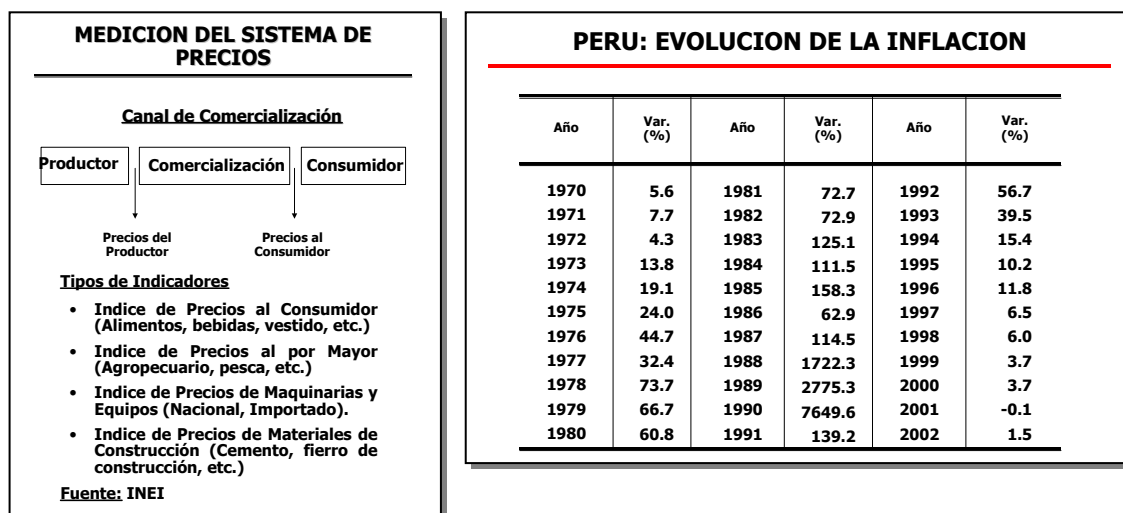 MEDICION DEL SISTEMA DE
PRECIOS
Canal de Comercialización
Productor Comercialización Consumidor
Precios del Productor Precios al Consumidor
Tipos de Indicadores
• Indice de Precios al Consumidor
(Alimentos, bebidas, vestido, etc.)
• Indice de Precios al por Mayor
(Agropecuario, pesca, etc.)
• Indice de Precios de Maquinarias y
Equipos (Nacional, Importado).
• Indice de Precios de Materiales de
Construcción (Cemento, fierro de
construcción, etc.)
Fuente: INEI
PERU: EVOLUCION DE LA INFLACION
Año Var. (%) Año Var. (%) Año Var. (%)
1970 5.6 1981 72.7 1992 56.7
1971 7.7 1982 72.9 1993 39.5
1972 4.3 1983 125.1 1994 15.4
1973 13.8 1984 111.5 1995 10.2
1974 19.1 1985 158.3 1996 11.8
1975 24.0 1986 62.9 1997 6.5
1976 44.7 1987 114.5 1998 6.0
1977 32.4 1988 1722.3 1999 3.7
1978 73.7 1989 2775.3 2000 3.7
1979 66.7 1990 7649.6 2001 -0.1
1980 60.8 1991 139.2 2002 1.5